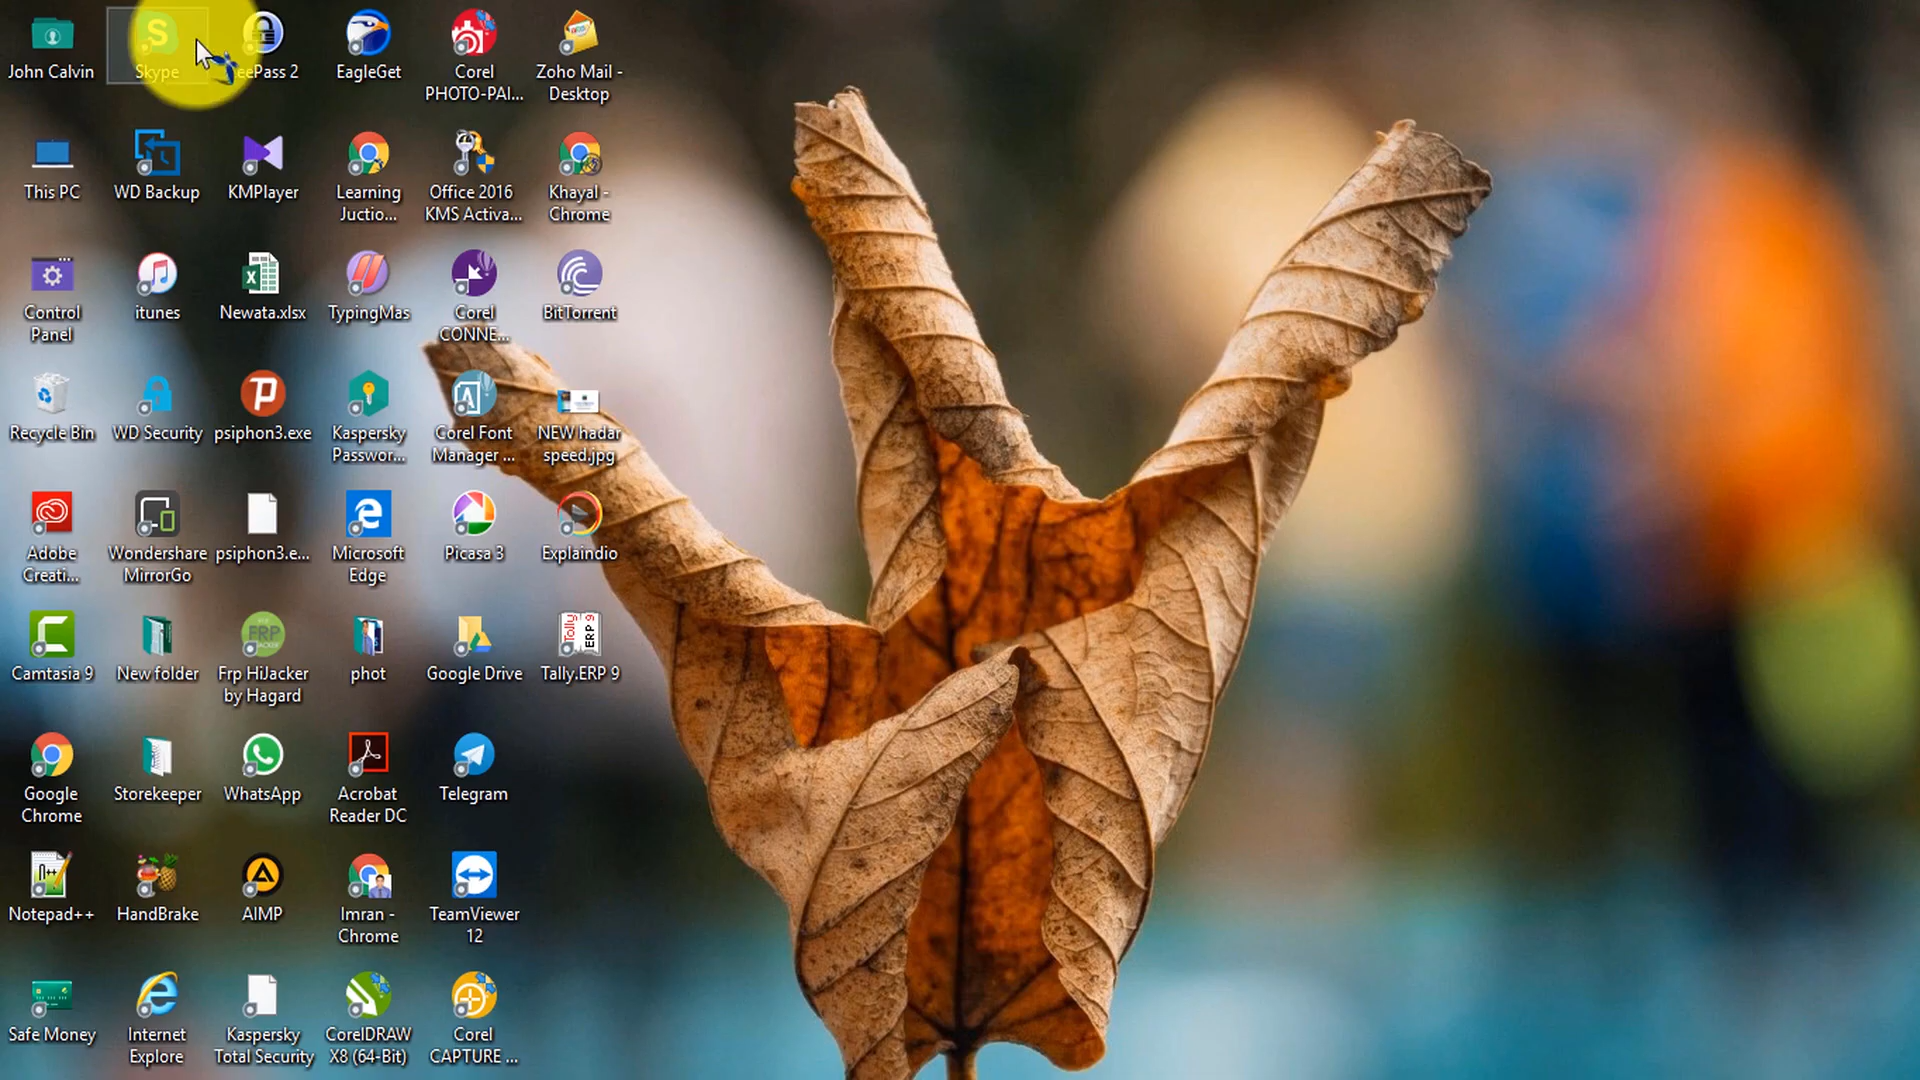 John Calvin
Skype
eePass 2
EagleGet
Corel
PHOTO-PAI...
Zoho Mail -
Desktop
This PC
WD Backup
KMPlayer
Learning
Juctio...
Office 2016
KMS Activa...
Khayal -
Chrome
Control
Panel
itunes
Newata.xlsx
TypingMas
Corel
CONNE...
BitTorrent
Recycle Bin
WD Security
psiphon3.exe
Kaspersky
Passwor...
Corel Font
Manager ...
NEW hadar
speed.jpg
Adobe
Creati...
Wondershare
MirrorGo
psiphon3.e...
Microsoft
Edge
Picasa 3
Explaindio
Camtasia 9
New folder
FRP
Frp HiJacker
by Hagard
phot
Google Drive
Tally
ERP 9
Tally.ERP 9
Google
Chrome
Storekeeper
WhatsApp
Acrobat
Reader DC
Telegram
Notepad++
HandBrake
AIMP
Imran -
Chrome
TeamViewer
12
Safe Money
Internet
Explore
Kaspersky
Total Security
CorelDRAW
X8 (64-Bit)
Corel
CAPTURE ...